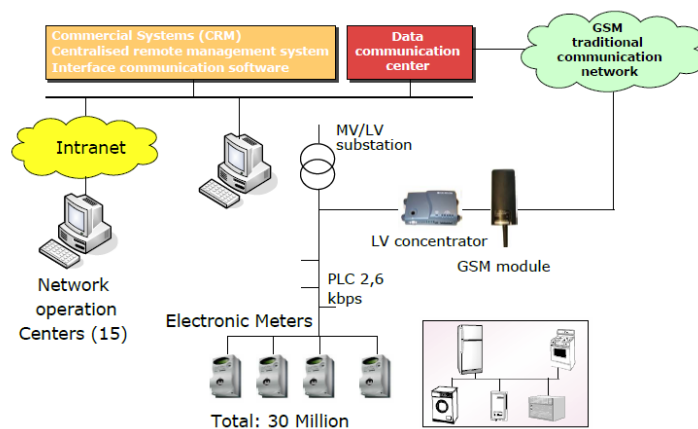 Commercial Systems (CRM)
Centralised remote management system
Interface communication software
Data
communication
center
GSM
traditional
communication
network
Intranet
MV/LV
substation
LV concentrator
GSM module
Network
operation
Centers (15)
PLC 2,6
kbps
Electronic Meters
Total: 30 Million